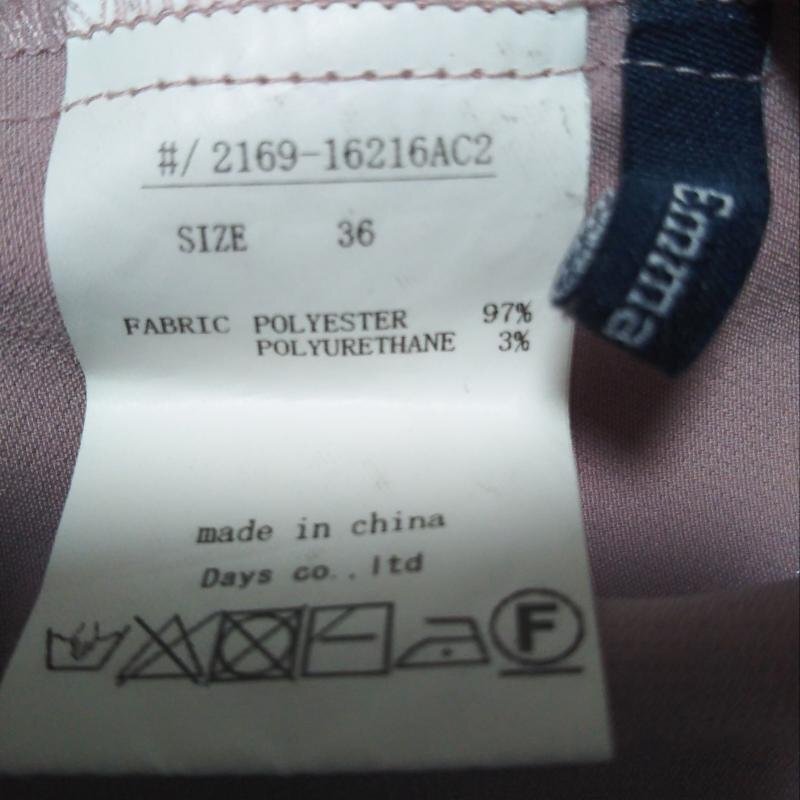 #/ 2169-16216AC2
SIZE 36
FABRIC POLYESTER 97%
POLYURETHANE 3%
made in china
Days co.,ltd
F
Emma